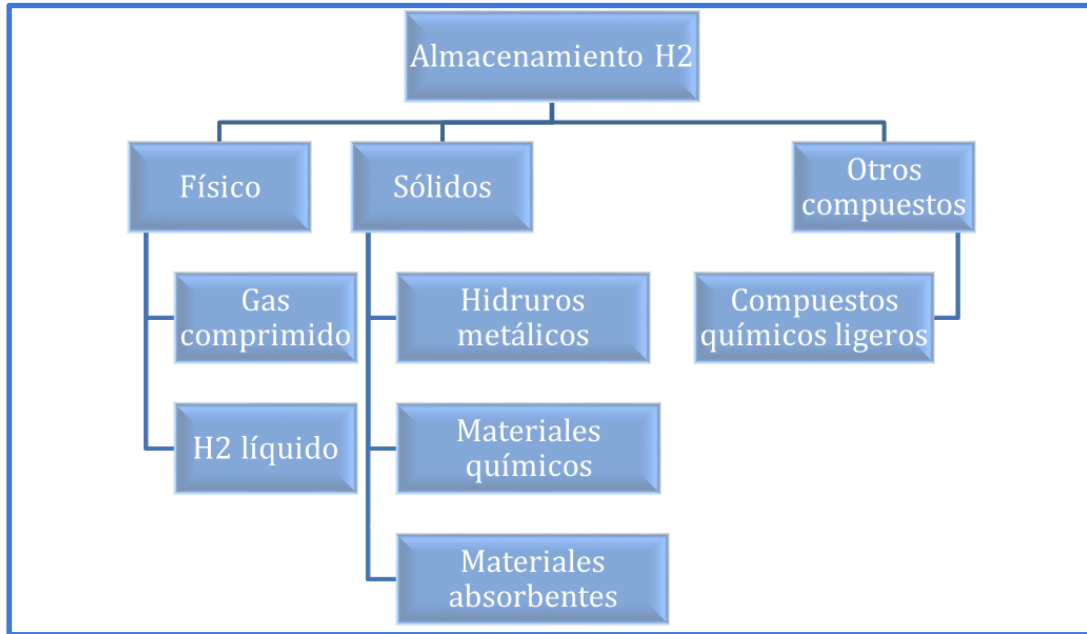 Almacenamiento H2
Físico
Sólidos
Otros
compuestos
Gas
comprimido
Hidruros
metálicos
Compuestos
químicos ligeros
H2 líquido
Materiales
químicos
Materiales
absorbentes